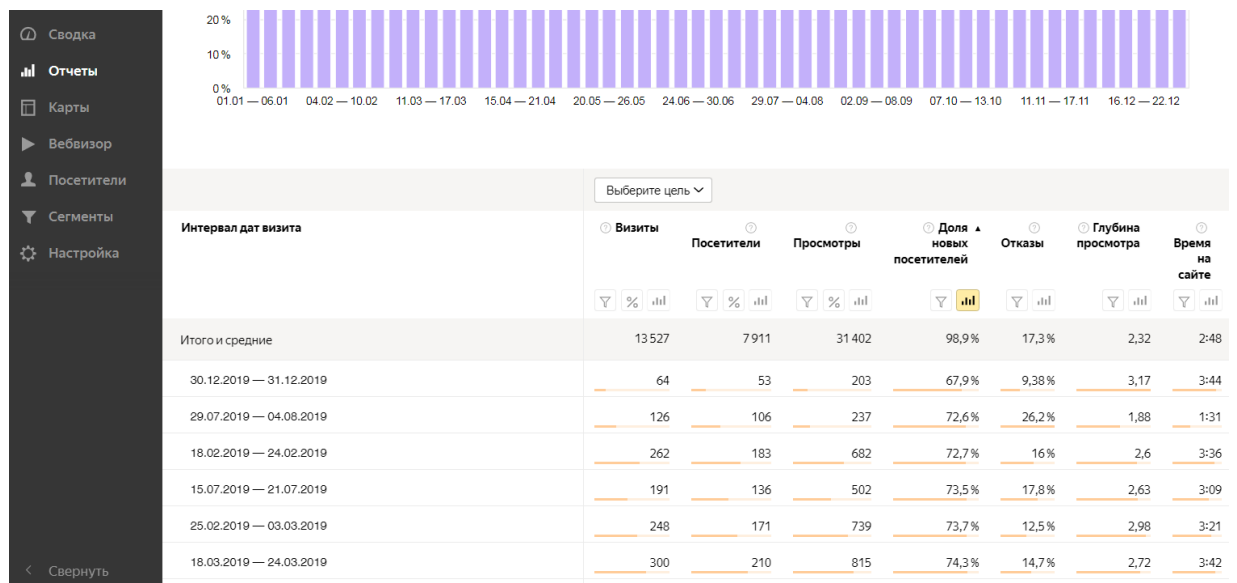 Сводка
Отчеты
Карты
Вебвизор
Посетители
Сегменты
Настройка
Свернуть
20 %
10 %
0 %
01.01 — 06.01 04.02 — 10.02 11.03 — 17.03 15.04 — 21.04 20.05 — 26.05 24.06 — 30.06 29.07 — 04.08 02.09 — 08.09 07.10 — 13.10 11.11 — 17.11 16.12 — 22.12
Выберите цель
Интервал дат визита
Визиты
Посетители
Просмотры
Доля
новых
посетителей
Отказы
Глубина
просмотра
Время
на
сайте
Итого и средние 13 527 7 911 31 402 98,9 % 17,3 % 2,32 2:48
30.12.2019 — 31.12.2019 64 53 203 67,9 % 9,38 % 3,17 3:44
29.07.2019 — 04.08.2019 126 106 237 72,6 % 26,2 % 1,88 1:31
18.02.2019 — 24.02.2019 262 183 682 72,7 % 16 % 2,6 3:36
15.07.2019 — 21.07.2019 191 136 502 73,5 % 17,8 % 2,63 3:09
25.02.2019 — 03.03.2019 248 171 739 73,7 % 12,5 % 2,98 3:21
18.03.2019 — 24.03.2019 300 210 815 74,3 % 14,7 % 2,72 3:42